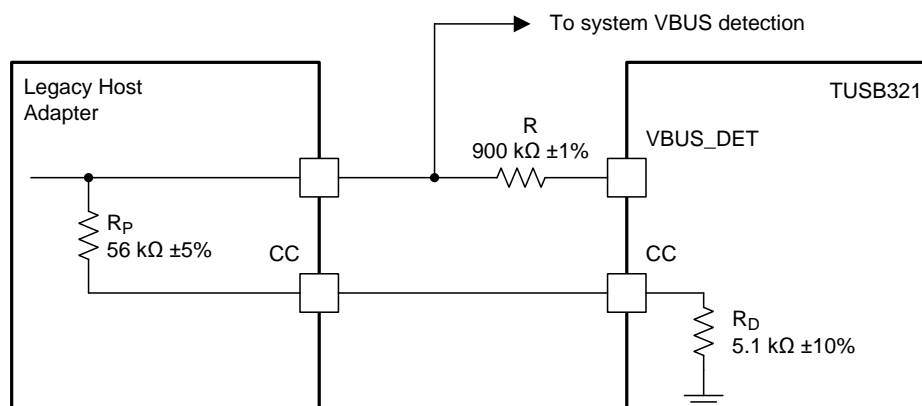 To system VBUS detection
Legacy Host
Adapter
TUSB321
R
900 kΩ ±1%
VBUS_DET
RP
56 kΩ ±5%
CC
CC
RD
5.1 kΩ ±10%